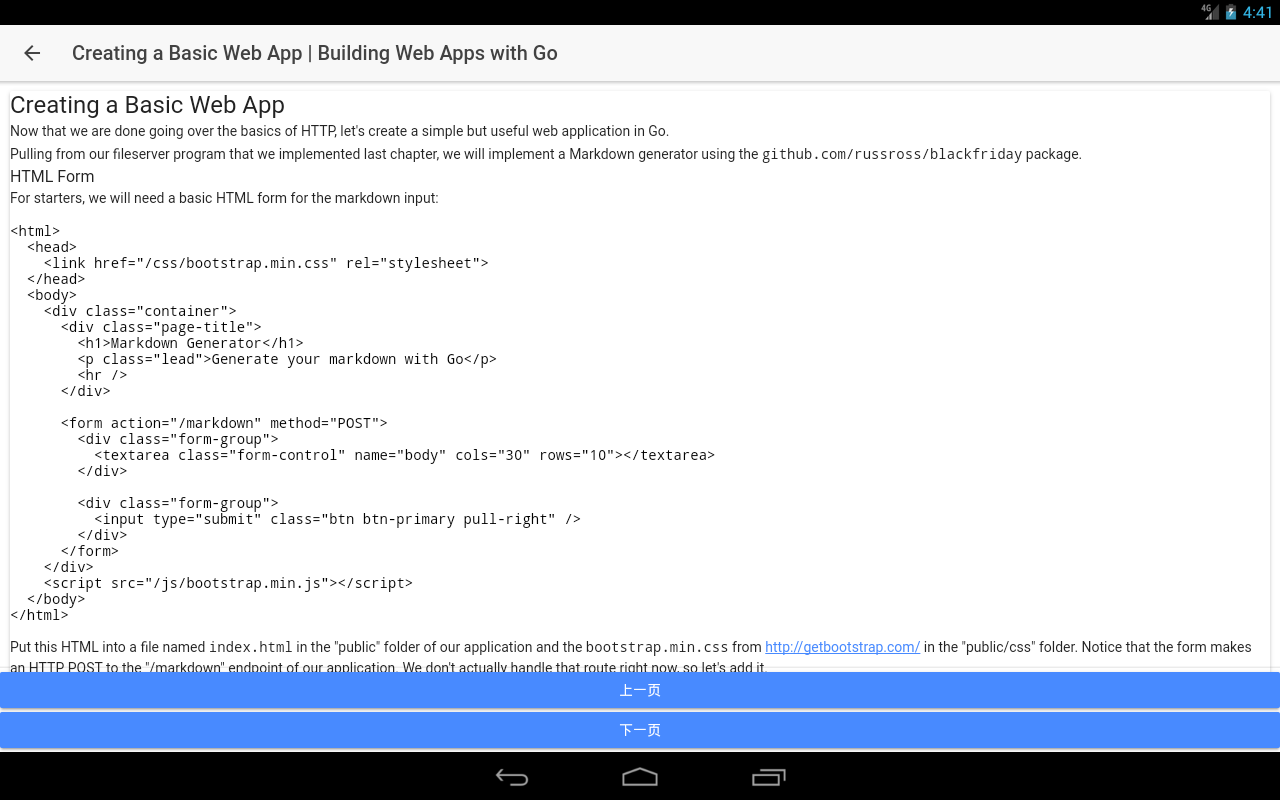 4G 4:41
Creating a Basic Web App | Building Web Apps with Go
Creating a Basic Web App
Now that we are done going over the basics of HTTP, let's create a simple but useful web application in Go.
Pulling from our fileserver program that we implemented last chapter, we will implement a Markdown generator using the github.com/russross/blackfriday package.
HTML Form
For starters, we will need a basic HTML form for the markdown input:
<html>
  <head>
    <link href="/css/bootstrap.min.css" rel="stylesheet">
  </head>
  <body>
    <div class="container">
      <div class="page-title">
        <h1>Markdown Generator</h1>
        <p class="lead">Generate your markdown with Go</p>
        <hr />
      </div>

      <form action="/markdown" method="POST">
        <div class="form-group">
          <textarea class="form-control" name="body" cols="30" rows="10"></textarea>
        </div>

        <div class="form-group">
          <input type="submit" class="btn btn-primary pull-right" />
        </div>
      </form>
    </div>
    <script src="/js/bootstrap.min.js"></script>
  </body>
</html>
Put this HTML into a file named index.html in the "public" folder of our application and the bootstrap.min.css from http://getbootstrap.com/ in the "public/css" folder. Notice that the form makes
an HTTP POST to the "/markdown" endpoint of our application. We don't actually handle that route right now, so let's add it.
上一页
下一页